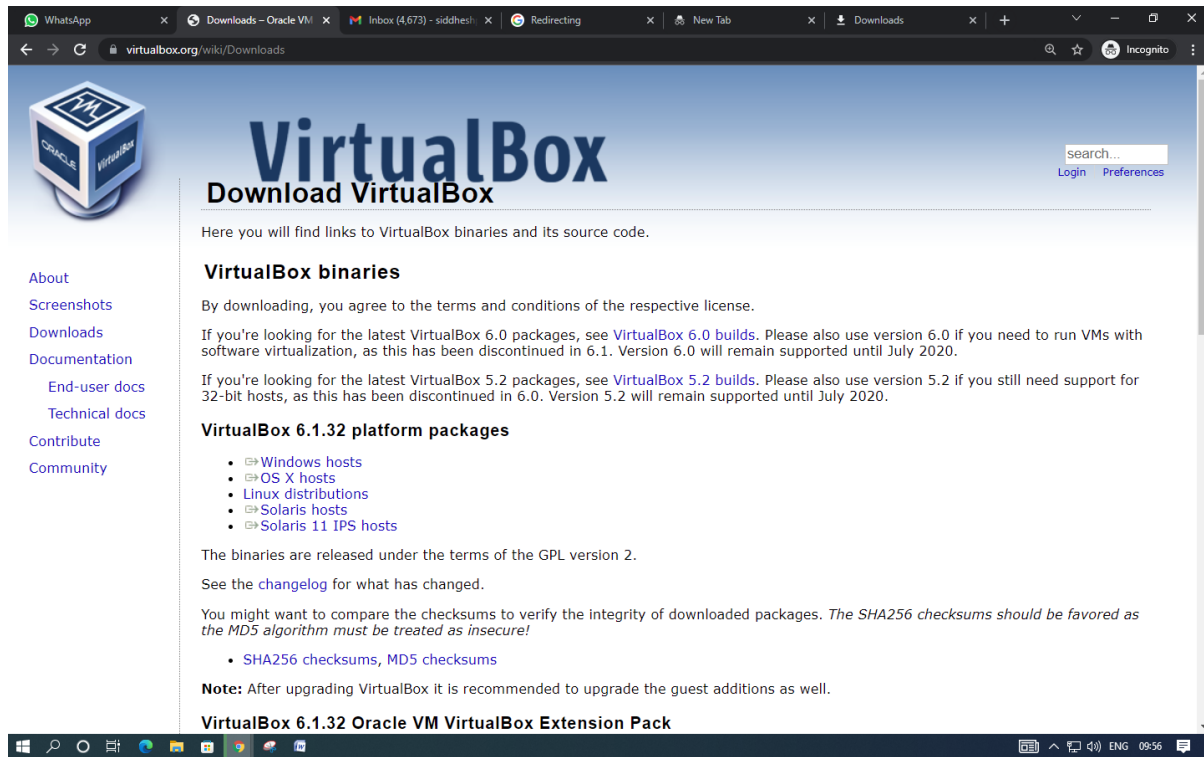 WhatsApp
Downloads – Oracle VM
Inbox (4,673) - siddhesh
Redirecting
New Tab
Downloads
virtualbox.org/wiki/Downloads
Incognito
ORACLE
VM
VirtualBox
VirtualBox
search...
Login Preferences
Download VirtualBox
Here you will find links to VirtualBox binaries and its source code.
About
Screenshots
Downloads
Documentation
End-user docs
Technical docs
Contribute
Community
VirtualBox binaries
By downloading, you agree to the terms and conditions of the respective license.
If you're looking for the latest VirtualBox 6.0 packages, see VirtualBox 6.0 builds. Please also use version 6.0 if you need to run VMs with
software virtualization, as this has been discontinued in 6.1. Version 6.0 will remain supported until July 2020.
If you're looking for the latest VirtualBox 5.2 packages, see VirtualBox 5.2 builds. Please also use version 5.2 if you still need support for
32-bit hosts, as this has been discontinued in 6.0. Version 5.2 will remain supported until July 2020.
VirtualBox 6.1.32 platform packages
• Windows hosts
• OS X hosts
• Linux distributions
• Solaris hosts
• Solaris 11 IPS hosts
The binaries are released under the terms of the GPL version 2.
See the changelog for what has changed.
You might want to compare the checksums to verify the integrity of downloaded packages. The SHA256 checksums should be favored as
the MD5 algorithm must be treated as insecure!
• SHA256 checksums, MD5 checksums
Note: After upgrading VirtualBox it is recommended to upgrade the guest additions as well.
VirtualBox 6.1.32 Oracle VM VirtualBox Extension Pack
ENG 09:56